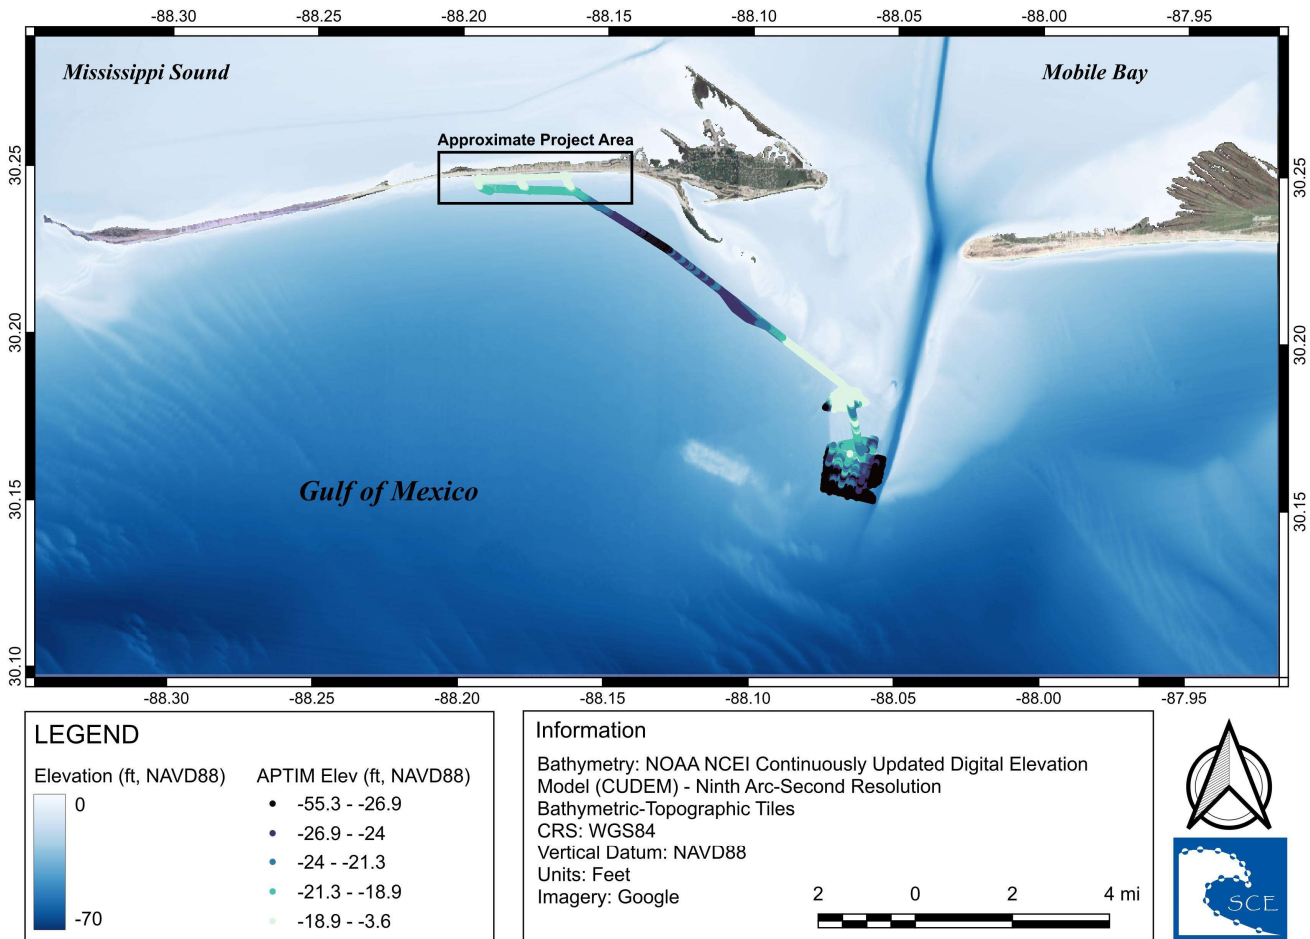 -88.30 -88.25 -88.20 -88.15 -88.10 -88.05 -88.00 -87.95
Mississippi Sound
Mobile Bay
Approximate Project Area
30.25
30.25
30.20
30.20
Gulf of Mexico
30.15
30.15
30.10
30.10
-88.30 -88.25 -88.20 -88.15 -88.10 -88.05 -88.00 -87.95
LEGEND
Elevation (ft, NAVD88)
0
-70
APTIM Elev (ft, NAVD88)
-55.3 - -26.9
-26.9 - -24
-24 - -21.3
-21.3 - -18.9
-18.9 - -3.6
Information
Bathymetry: NOAA NCEI Continuously Updated Digital Elevation
Model (CUDEM) - Ninth Arc-Second Resolution
Bathymetric-Topographic Tiles
CRS: WGS84
Vertical Datum: NAVD88
Units: Feet
Imagery: Google
2 0 2 4 mi
SCE